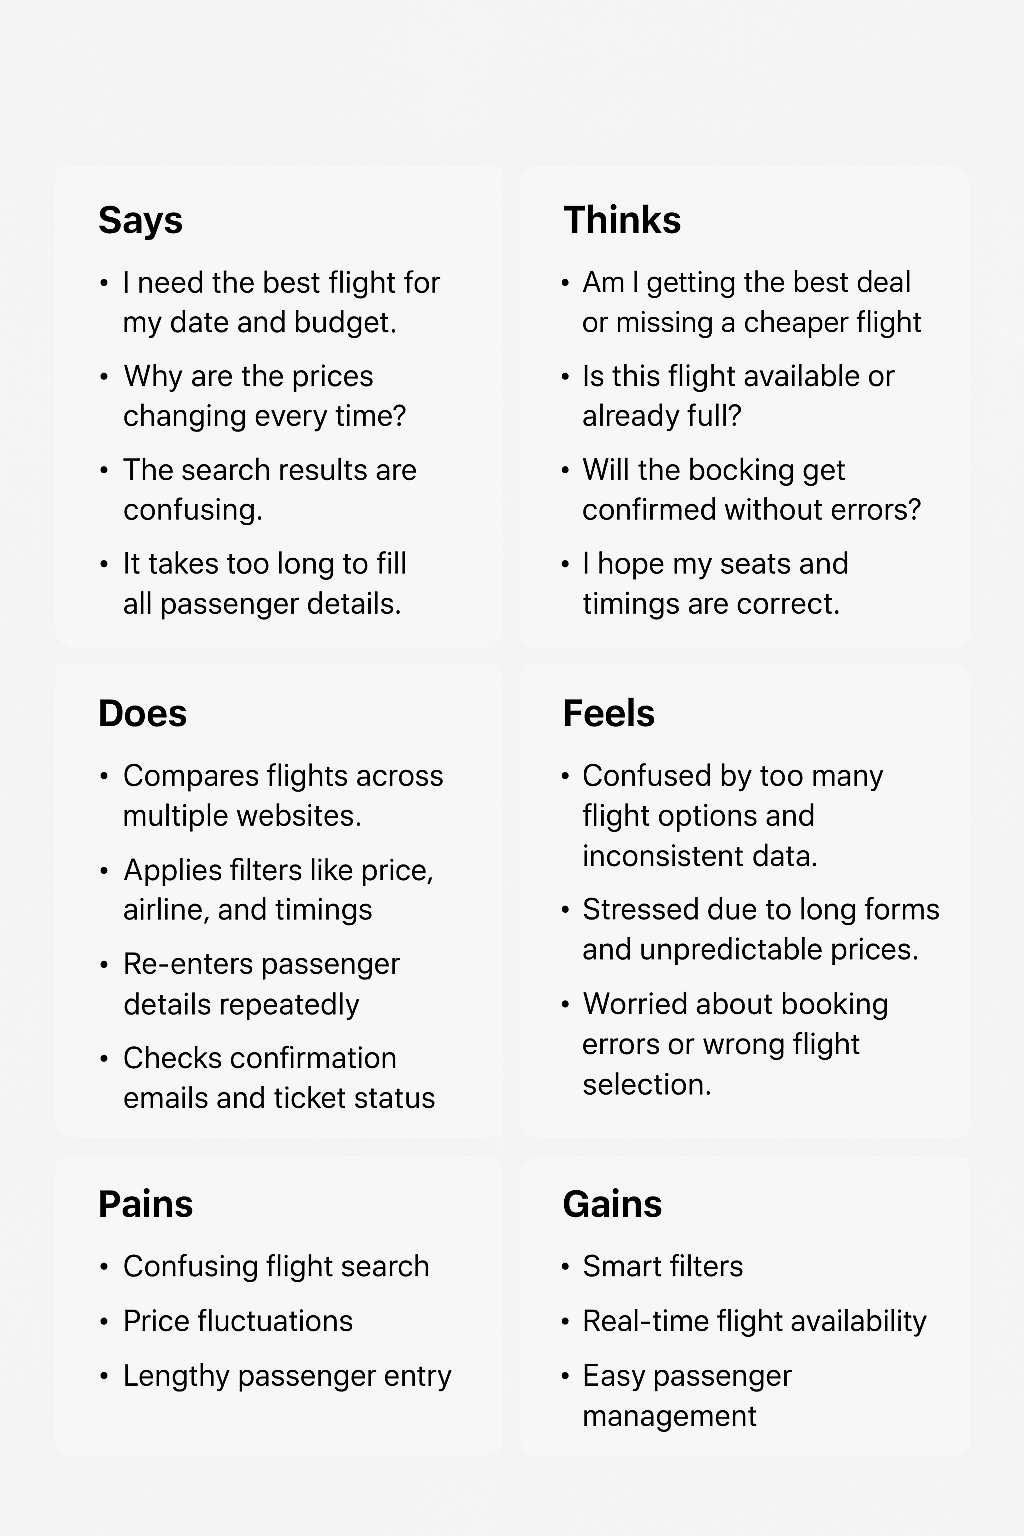 Says
• I need the best flight for
my date and budget.
• Why are the prices
changing every time?
• The search results are
confusing.
• It takes too long to fill
all passenger details.
Thinks
• Am I getting the best deal
or missing a cheaper flight
• Is this flight available or
already full?
• Will the bocking get
confirmed without errors?
• I hope my seats and
timings are correct.
Does
• Compares flights across
multiple websites.
• Applies filters like price,
airline, and timings
• Re-enters passenger
details repeatedly
• Checks confirmation
emails and ticket status
Feels
• Confused by too many
flight options and
inconsistent data.
• Stressed due to long forms
and unpredictable prices.
• Worried about booking
errors or wrong flight
selection.
Pains
• Confusing flight search
• Price fluctuations
• Lengthy passenger entry
Gains
• Smart filters
• Real-time flight availability
• Easy passenger
management